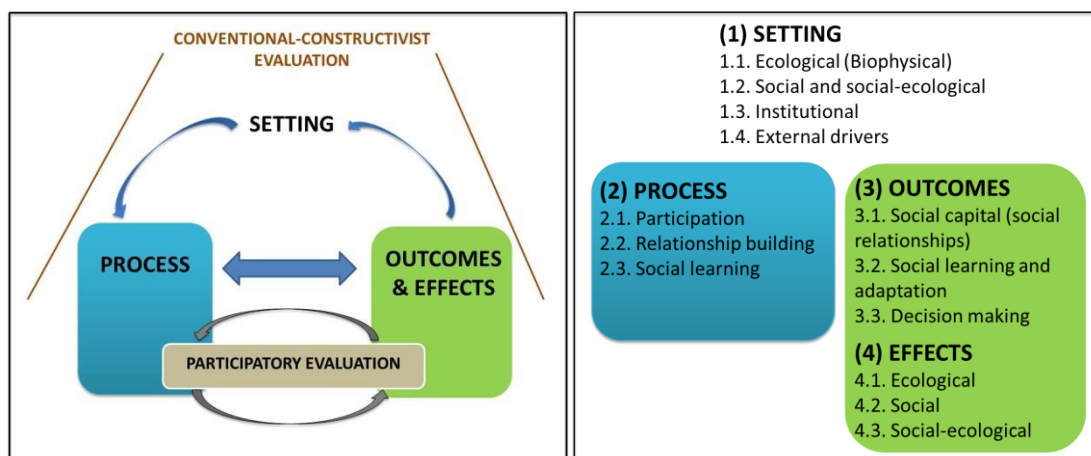 CONVENTIONAL-CONSTRUCTIVIST
EVALUATION
SETTING
PROCESS
OUTCOMES
& EFFECTS
PARTICIPATORY EVALUATION
(1) SETTING
1.1. Ecological (Biophysical)
1.2. Social and social-ecological
1.3. Institutional
1.4. External drivers
(2) PROCESS
2.1. Participation
2.2. Relationship building
2.3. Social learning
(3) OUTCOMES
3.1. Social capital (social
relationships)
3.2. Social learning and
adaptation
3.3. Decision making
(4) EFFECTS
4.1. Ecological
4.2. Social
4.3. Social-ecological